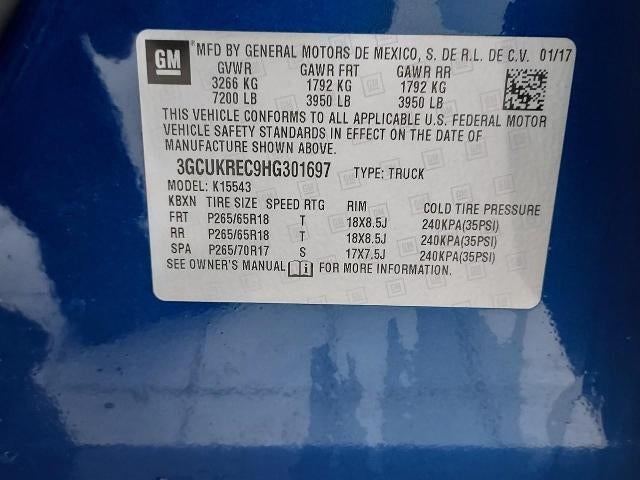 GM MFD BY GENERAL MOTORS DE MEXICO, S. DE R.L. DE C.V. 01/17
GVWR GAWR FRT GAWR RR
3266 KG 1792 KG 1792 KG
7200 LB 3950 LB 3950 LB
THIS VEHICLE CONFORMS TO ALL APPLICABLE U.S. FEDERAL MOTOR
VEHICLE SAFETY STANDARDS IN EFFECT ON THE DATE OF
MANUFACTURE SHOWN ABOVE.
3GCUKREC9HG301697 TYPE: TRUCK
MODEL: K15543
KBXN TIRE SIZE SPEED RTG RIM COLD TIRE PRESSURE
FRT P265/65R18 T 18X8.5J 240KPA(35PSI)
RR P265/65R18 T 18X8.5J 240KPA(35PSI)
SPA P265/70R17 S 17X7.5J 240KPA(35PSI)
SEE OWNER'S MANUAL FOR MORE INFORMATION.